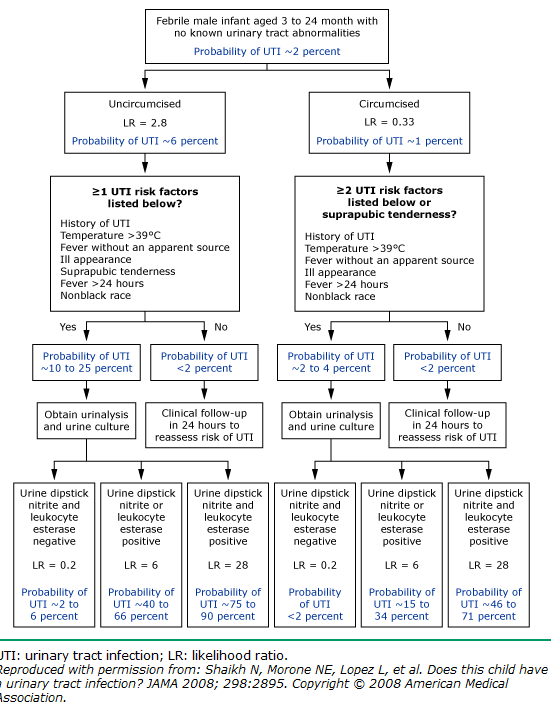 Febrile male infant aged 3 to 24 month with
no known urinary tract abnormalities
Probability of UTI ~2 percent
Uncircumcised
LR = 2.8
Probability of UTI ~6 percent
Circumcised
LR = 0.33
Probability of UTI ~1 percent
≥1 UTI risk factors
listed below?
History of UTI
Temperature >39°C
Fever without an apparent source
Ill appearance
Suprapubic tenderness
Fever >24 hours
Nonblack race
≥2 UTI risk factors
listed below or
suprapubic tenderness?
History of UTI
Temperature >39°C
Fever without an apparent source
Ill appearance
Fever >24 hours
Nonblack race
Yes
No
Yes
No
Probability of UTI
~10 to 25 percent
Probability of UTI
<2 percent
Probability of UTI
~2 to 4 percent
Probability of UTI
<2 percent
Obtain urinalysis
and urine culture
Clinical follow-up
in 24 hours to
reassess risk of UTI
Obtain urinalysis
and urine culture
Clinical follow-up
in 24 hours to
reassess risk of UTI
Urine dipstick
nitrite and
leukocyte
esterase
negative
LR = 0.2
Probability of
UTI ~2 to
6 percent
Urine dipstick
nitrite or
leukocyte
esterase
positive
LR = 6
Probability of
UTI ~40 to
66 percent
Urine dipstick
nitrite and
leukocyte
esterase
positive
LR = 28
Probability of
UTI ~75 to
90 percent
Urine dipstick
nitrite and
leukocyte
esterase
negative
LR = 0.2
Probability
of UTI
<2 percent
Urine dipstick
nitrite or
leukocyte
esterase
positive
LR = 6
Probability of
UTI ~15 to
34 percent
Urine dipstick
nitrite and
leukocyte
esterase
positive
LR = 28
Probability of
UTI ~46 to
71 percent
UTI: urinary tract infection; LR: likelihood ratio.
Reproduced with permission from: Shaikh N, Morone NE, Lopez L, et al. Does this child have
a urinary tract infection? JAMA 2008; 298:2895. Copyright © 2008 American Medical
Association.